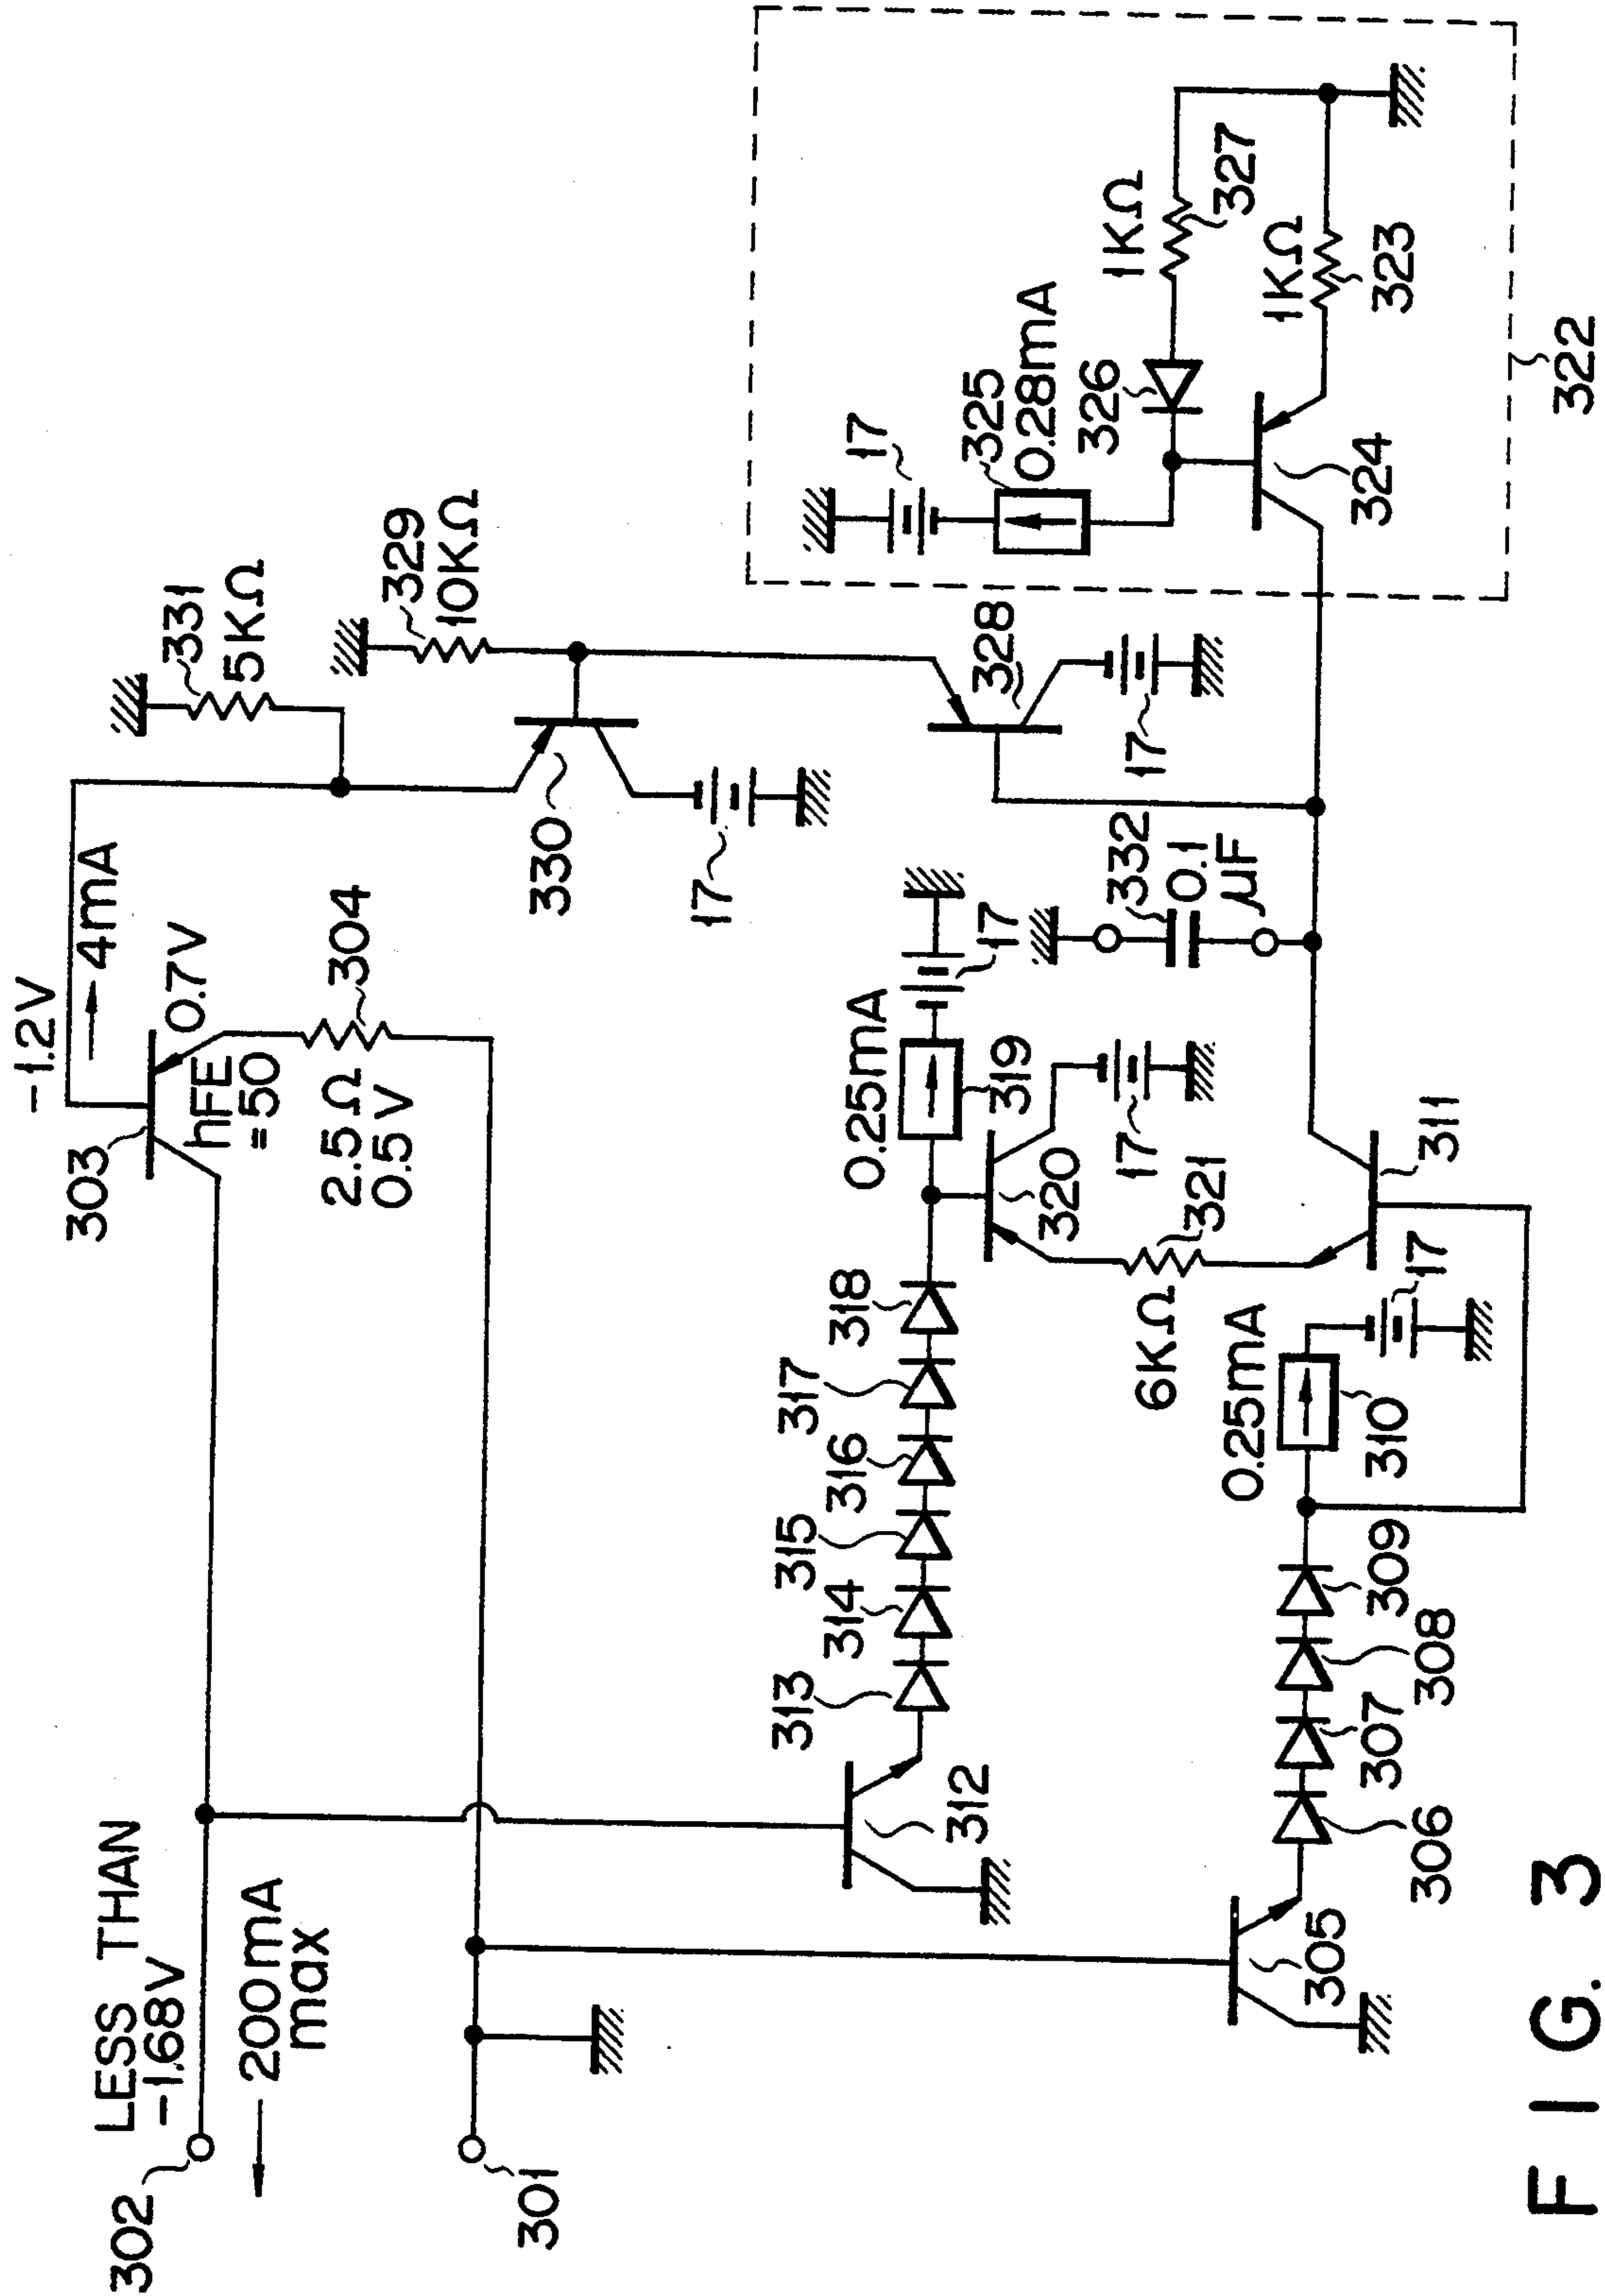 302
LESS THAN
-1.68V
200mA
max
301
303
-1.2V
4mA
0.7V
hFE
=50
304
2.5Ω
0.5V
331
5KΩ
329
10KΩ
330
17
328
17
312
313
314
315
316
317
318
0.25mA
319
17
320
17
321
6KΩ
332
0.1
μF
305
306
307
308
309
0.25mA
310
17
311
17
325
0.28mA
326
1KΩ
327
1KΩ
323
324
322
FIG. 3